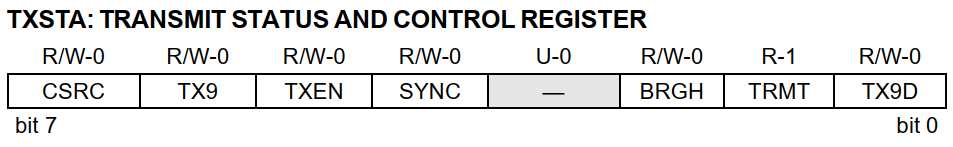 TXSTA: TRANSMIT STATUS AND CONTROL REGISTER
R/W-0 R/W-0 R/W-0 R/W-0 U-0 R/W-0 R-1 R/W-0
CSRC TX9 TXEN SYNC — BRGH TRMT TX9D
bit 7 bit 0